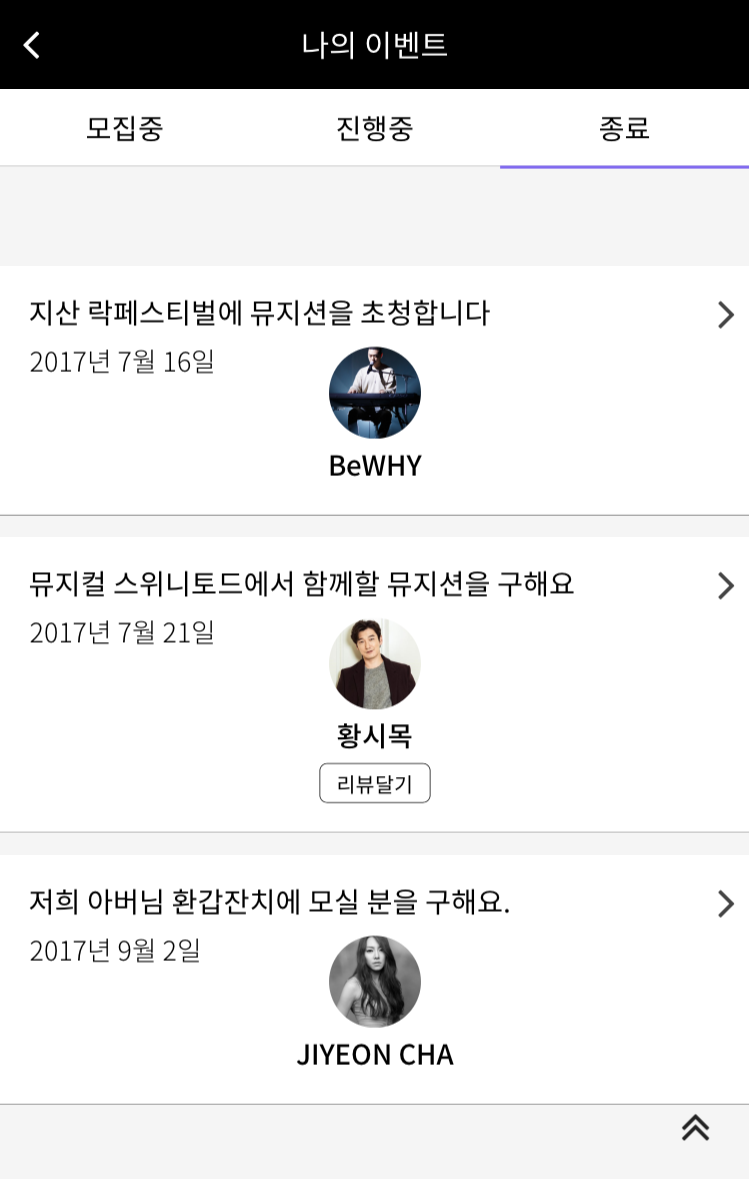 나의 이벤트
모집중
진행중
종료
지산 락페스티벌에 뮤지션을 초청합니다
2017년 7월 16일
BeWHY
뮤지컬 스위니토드에서 함께할 뮤지션을 구해요
2017년 7월 21일
황시목
리뷰달기
저희 아버님 환갑잔치에 모실 분을 구해요.
2017년 9월 2일
JIYEON CHA